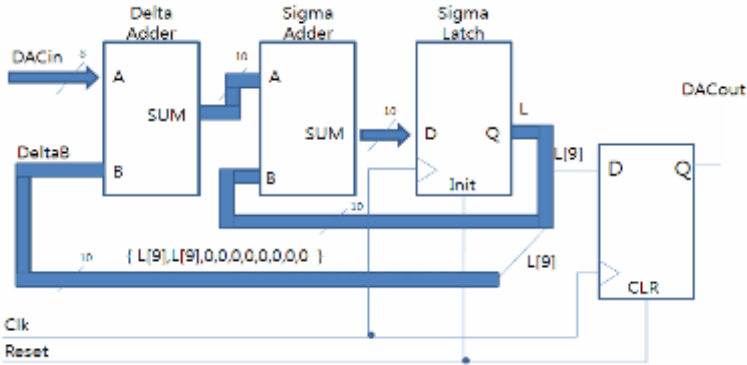 Delta
Adder
Sigma
Adder
Sigma
Latch
DACin
8
A
SUM
B
10
A
SUM
B
10
D
Q
Init
L
DACout
L[9]
D
Q
CLR
DeltaB
10
10
{ L[9],L[9],0,0,0,0,0,0,0,0 }
L[9]
Clk
Reset